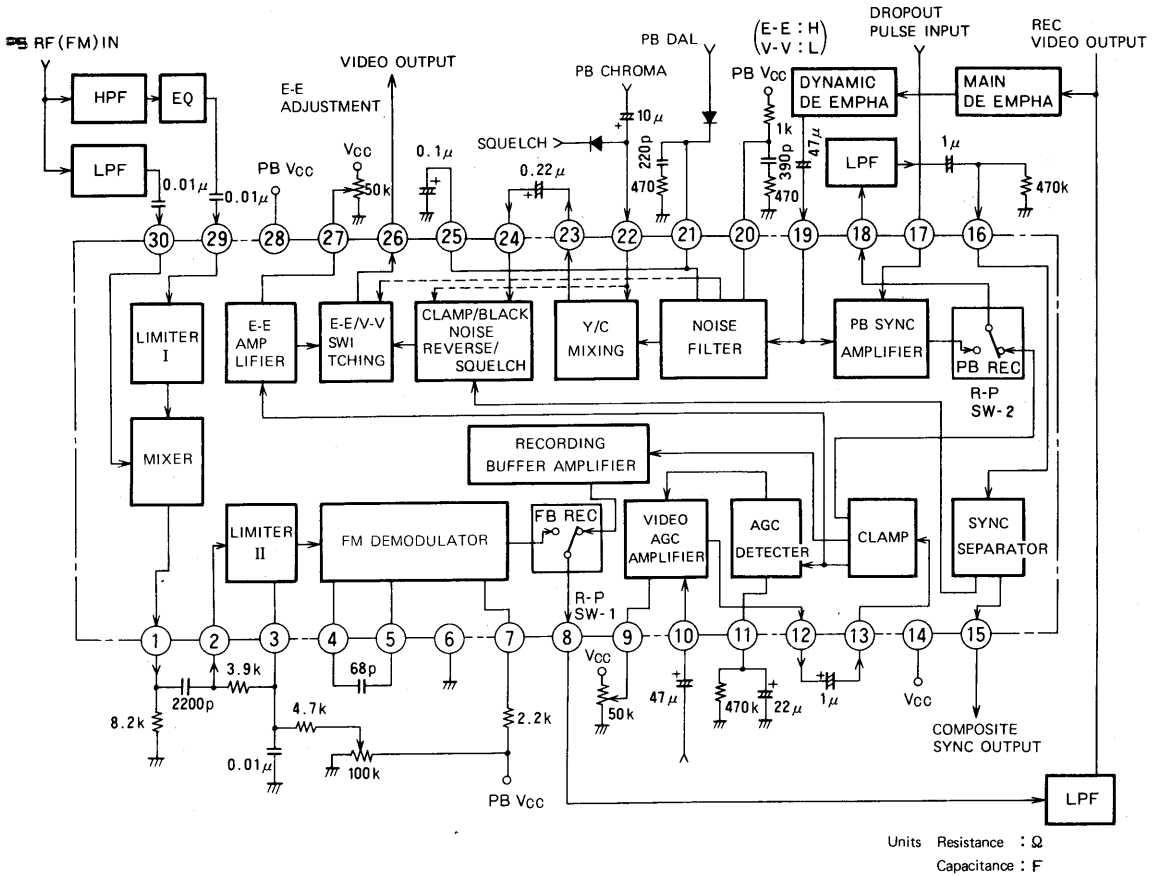 PB RF(FM)IN
HPF
EQ
LPF
0.01μ
0.01μ
PB VCC
VIDEO OUTPUT
E-E
ADJUSTMENT
VCC
50k
0.1μ
SQUELCH
0.22μ
PB CHROMA
10μ
PB DAL
220p
470
(E-E : H)
(V-V : L)
PB VCC
1k
390p
470
47μ
DROPOUT
PULSE INPUT
REC
VIDEO OUTPUT
DYNAMIC
DE EMPHA
MAIN
DE EMPHA
LPF
1μ
470k
30
29
28
27
26
25
24
23
22
21
20
19
18
17
16
LIMITER
I
E-E
AMP
LIFIER
E-E/V-V
SWI
TCHING
CLAMP/BLACK
NOISE
REVERSE/
SQUELCH
Y/C
MIXING
NOISE
FILTER
PB SYNC
AMPLIFIER
PB REC
R-P
SW-2
MIXER
RECORDING
BUFFER AMPLIFIER
LIMITER
II
FM DEMODULATOR
FB REC
R-P
SW-1
VIDEO
AGC
AMPLIFIER
AGC
DETECTER
CLAMP
SYNC
SEPARATOR
1
2
3
4
5
6
7
8
9
10
11
12
13
14
15
8.2k
2200p
3.9k
4.7k
0.01μ
100k
68p
2.2k
PB VCC
VCC
50k
47μ
470k
22μ
1μ
VCC
COMPOSITE
SYNC OUTPUT
LPF
Units Resistance : Ω
Capacitance : F